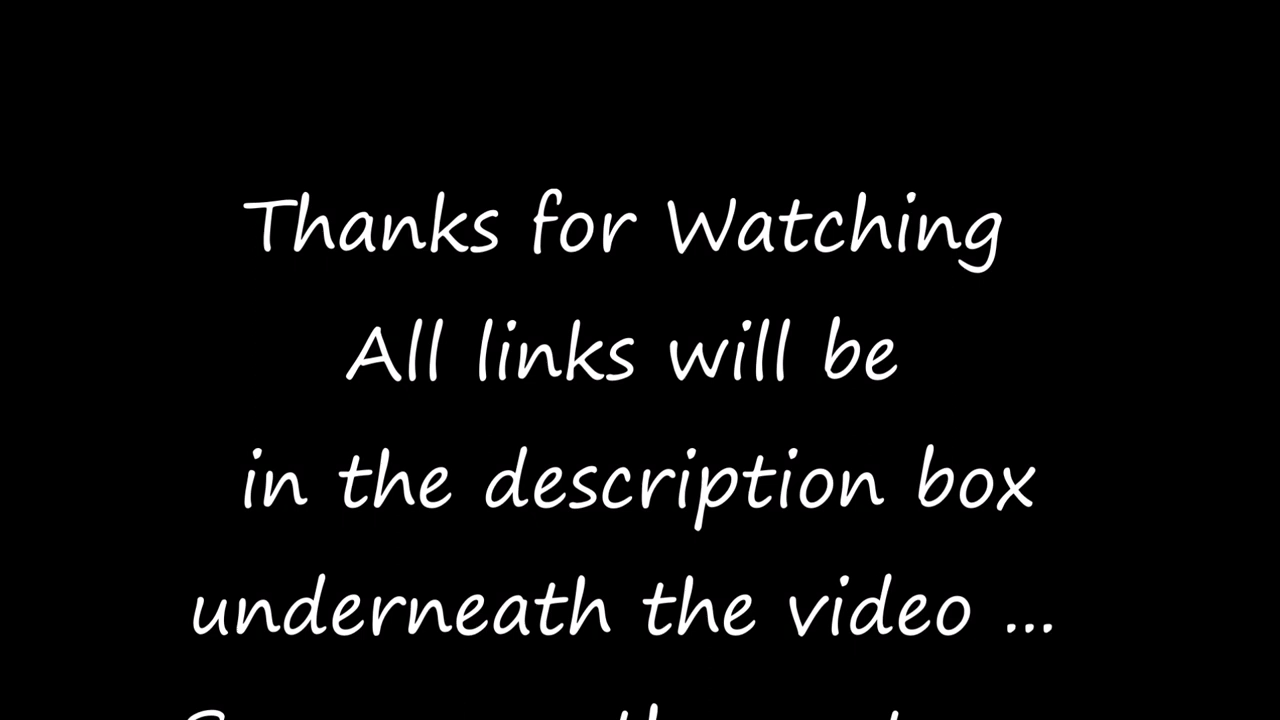 Thanks for Watching
All links will be
in the description box
underneath the video ...